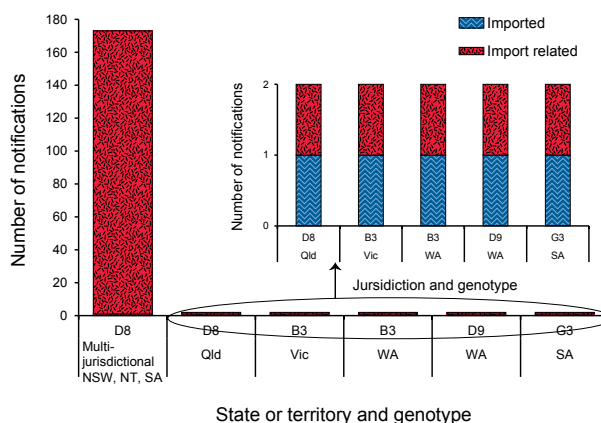 Imported
Import related
Number of notifications
180
160
140
120
100
80
60
40
20
0
Number of notifications
2
1
0
D8 B3 B3 D9 G3
Qld Vic WA WA SA
Jursidiction and genotype
D8 D8 B3 B3 D9 G3
Multi-
jurisdictional
NSW, NT, SA
Qld Vic WA WA SA
State or territory and genotype